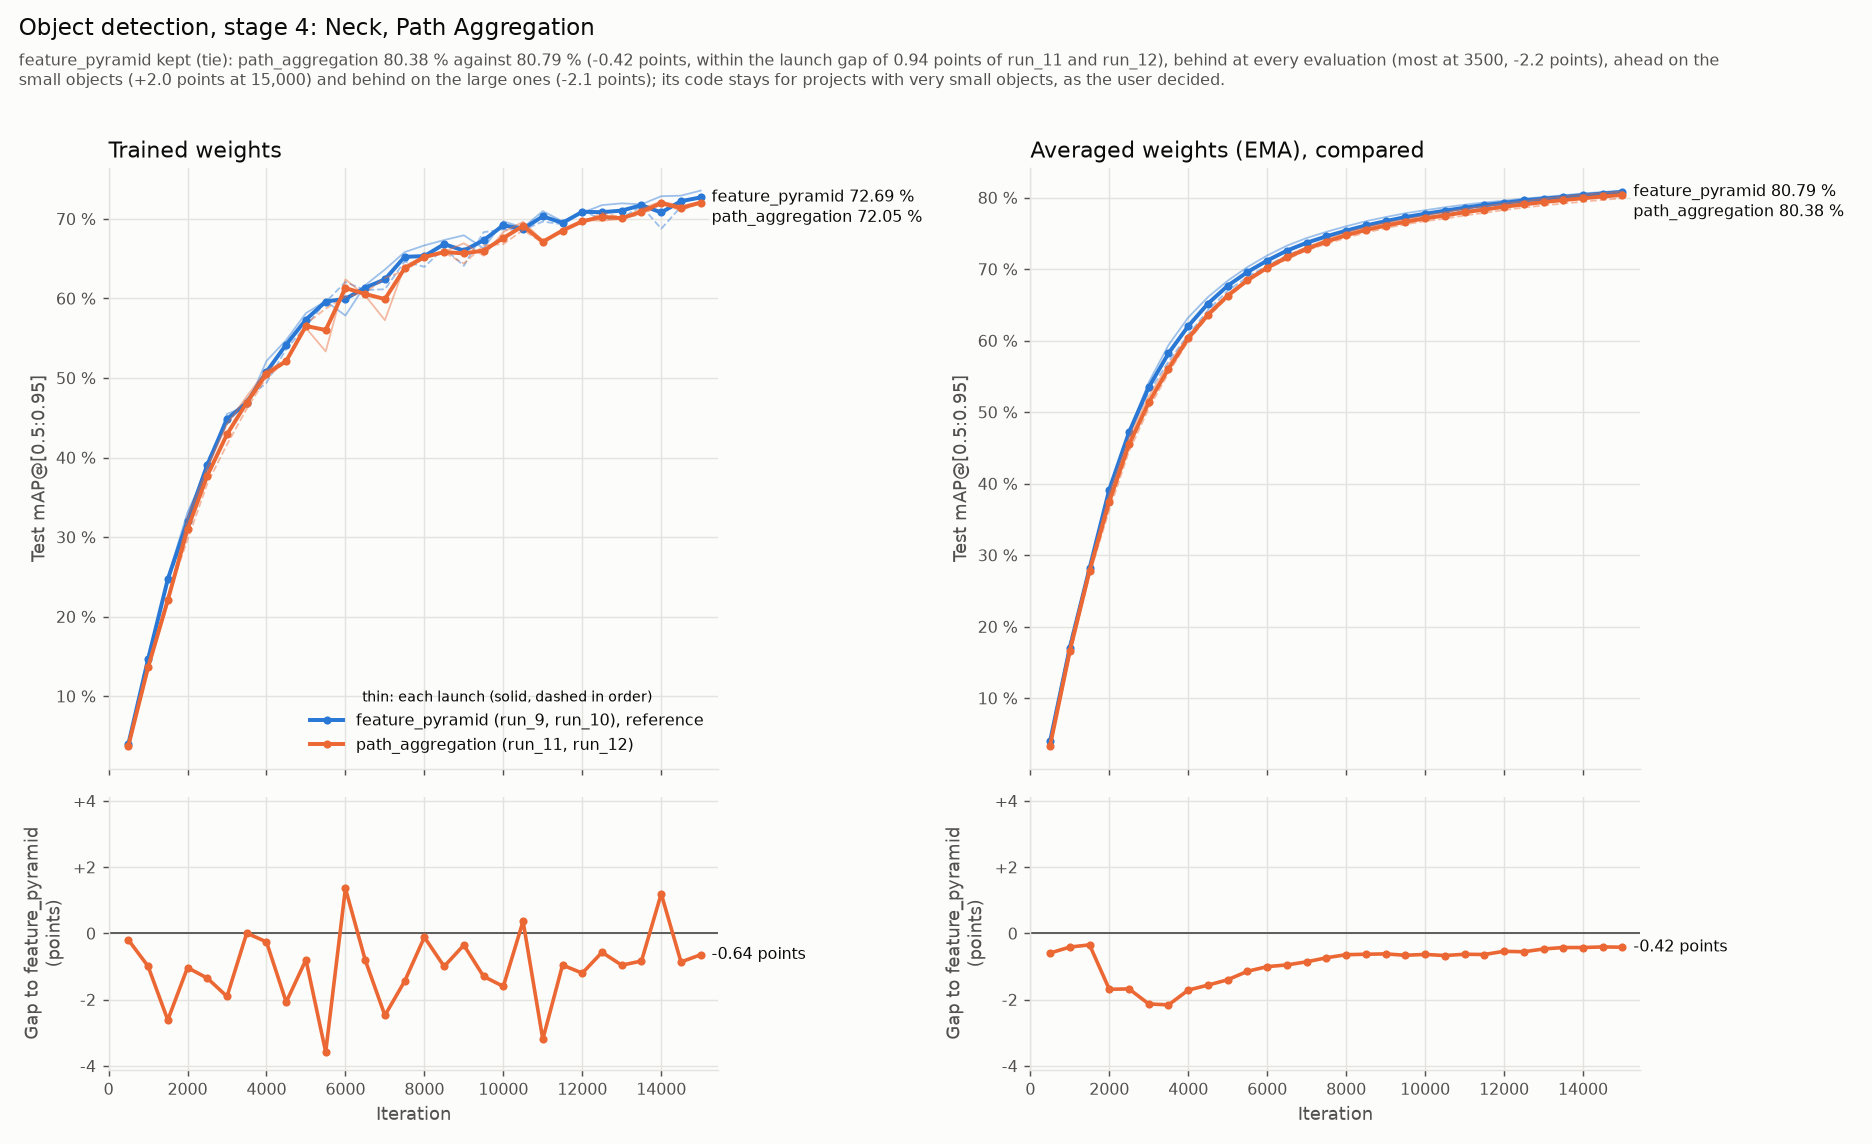 Object detection, stage 4: Neck, Path Aggregation
feature_pyramid kept (tie): path_aggregation 80.38 % against 80.79 % (-0.42 points, within the launch gap of 0.94 points of run_11 and run_12), behind at every evaluation (most at 3500, -2.2 points), ahead on the
small objects (+2.0 points at 15,000) and behind on the large ones (-2.1 points); its code stays for projects with very small objects, as the user decided.
Trained weights
Test mAP@[0.5:0.95]
70 %
60 %
50 %
40 %
30 %
20 %
10 %
feature_pyramid 72.69 %
path_aggregation 72.05 %
thin: each launch (solid, dashed in order)
feature_pyramid (run_9, run_10), reference
path_aggregation (run_11, run_12)
Gap to feature_pyramid
(points)
+4
+2
0
-2
-4
-0.64 points
0 2000 4000 6000 8000 10000 12000 14000
Iteration
Averaged weights (EMA), compared
Test mAP@[0.5:0.95]
80 %
70 %
60 %
50 %
40 %
30 %
20 %
10 %
feature_pyramid 80.79 %
path_aggregation 80.38 %
Gap to feature_pyramid
(points)
+4
+2
0
-2
-4
-0.42 points
0 2000 4000 6000 8000 10000 12000 14000
Iteration